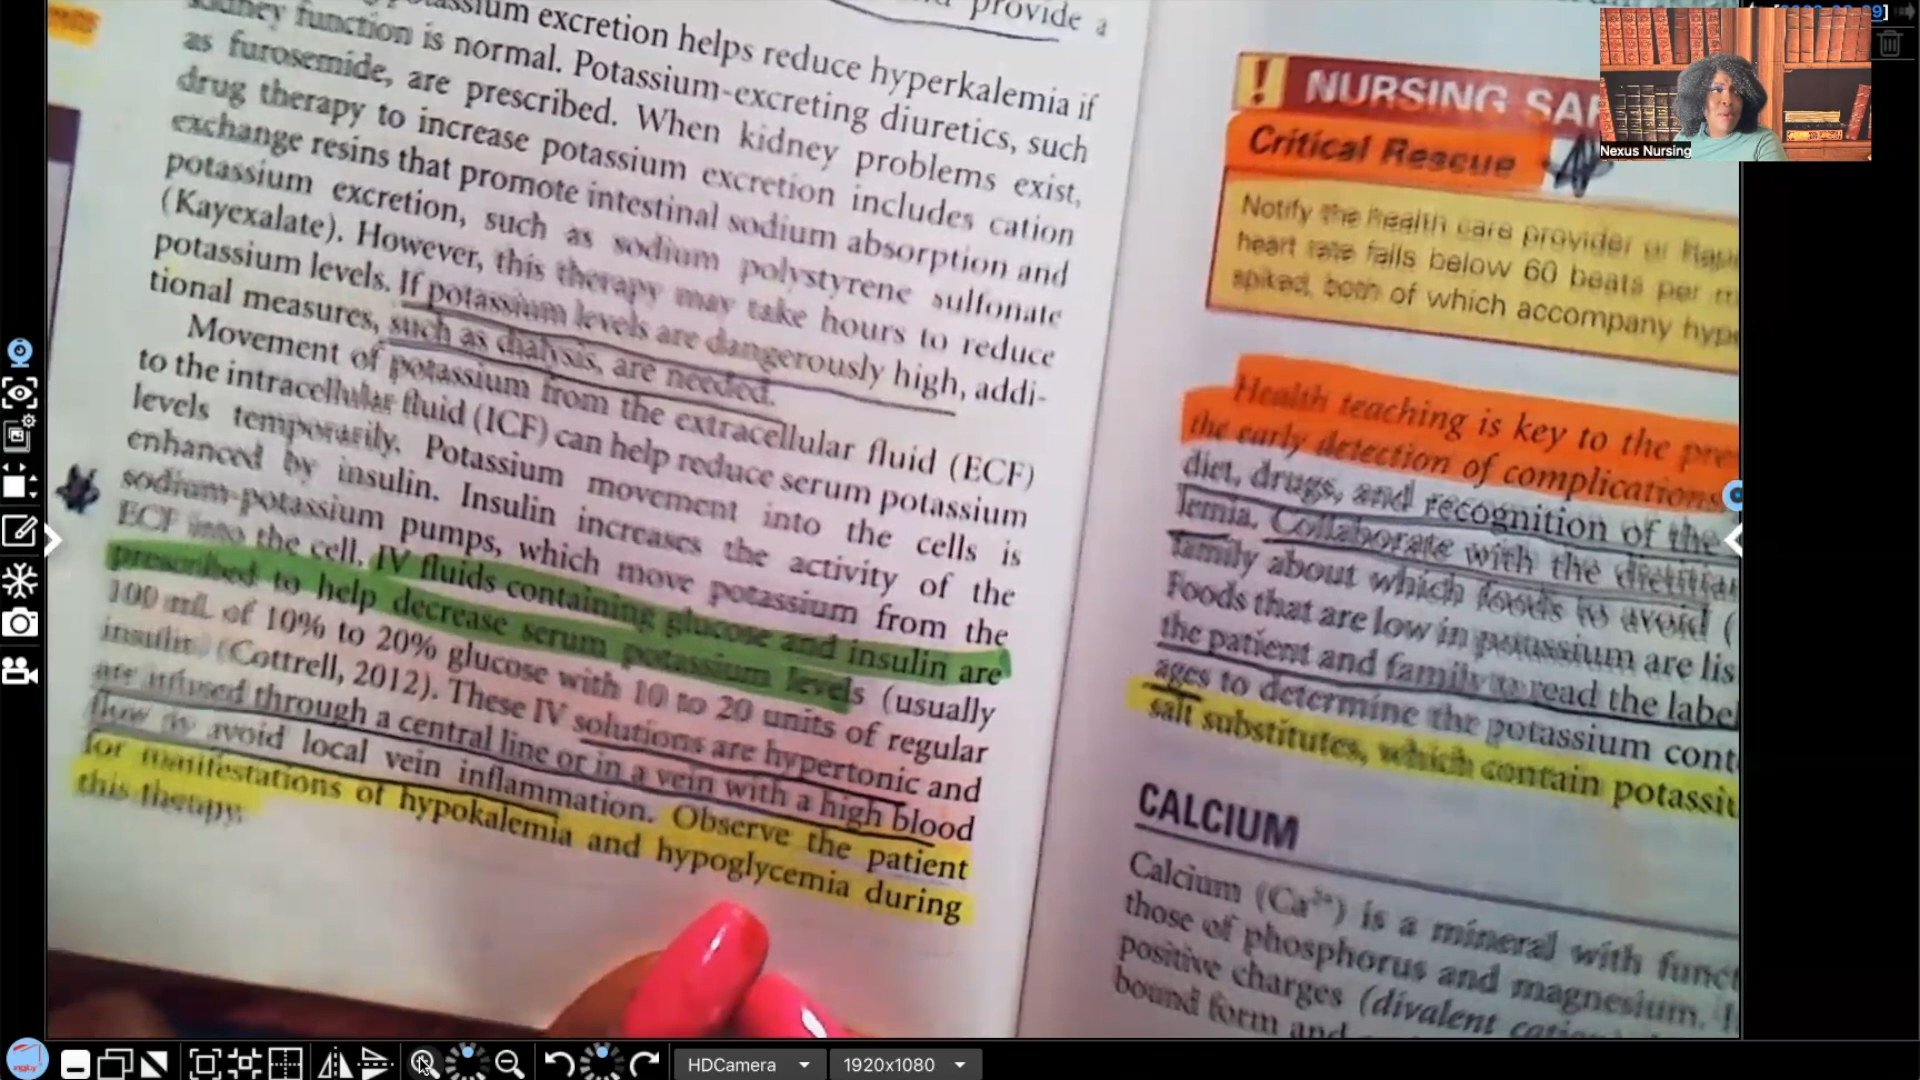 provide a
potassium excretion helps reduce hyperkalemia if
kidney function is normal. Potassium-excreting diuretics, such
as furosemide, are prescribed. When kidney problems exist,
drug therapy to increase potassium excretion includes cation
exchange resins that promote intestinal sodium absorption and
potassium excretion, such as sodium polystyrene sulfonate
(Kayexalate). However, this therapy may take hours to reduce
potassium levels. If potassium levels are dangerously high, addi-
tional measures, such as dialysis, are needed.
Movement of potassium from the extracellular fluid (ECF)
to the intracellular fluid (ICF) can help reduce serum potassium
levels temporarily. Potassium movement into the cells is
enhanced by insulin. Insulin increases the activity of the
sodium-potassium pumps, which move potassium from the
ECF into the cell. IV fluids containing glucose and insulin are
prescribed to help decrease serum potassium levels (usually
100 mL of 10% to 20% glucose with 10 to 20 units of regular
insulin) (Cottrell, 2012). These IV solutions are hypertonic and
are infused through a central line or in a vein with a high blood
flow to avoid local vein inflammation. Observe the patient
for manifestations of hypokalemia and hypoglycemia during
this therapy.
! NURSING SA
Critical Rescue
Notify the health care provider or
heart rate falls below 60 beats per
spiked, both of which accompany
Health teaching is key to the
the early detection of complications
diet, drugs, and recognition of the
lemia. Collaborate with the
family about which foods to avoid (
Foods that are low in potassium are
the patient and family to read the
ages to determine the potassium
salt substitutes, which contain
CALCIUM
Calcium (Ca2+) is a mineral with
those of phosphorus and magnesium.
positive charges (divalent
bound form and
Nexus Nursing
HDCamera
1920x1080